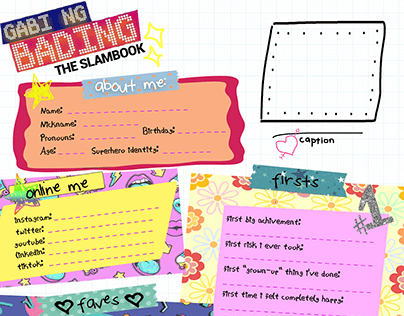 GABI NG
BADING
THE SLAMBOOK
about me:
Name:
Nickname:
Pronouns: Birthday:
Age: Superhero Identity:
caption
online me
Instagram:
twitter:
youtube:
linkedin:
tiktok:
firsts
#1
First big achivement:
First risk I ever took:
First "grown-up" thing I've done:
First time I felt completely happy:
faves